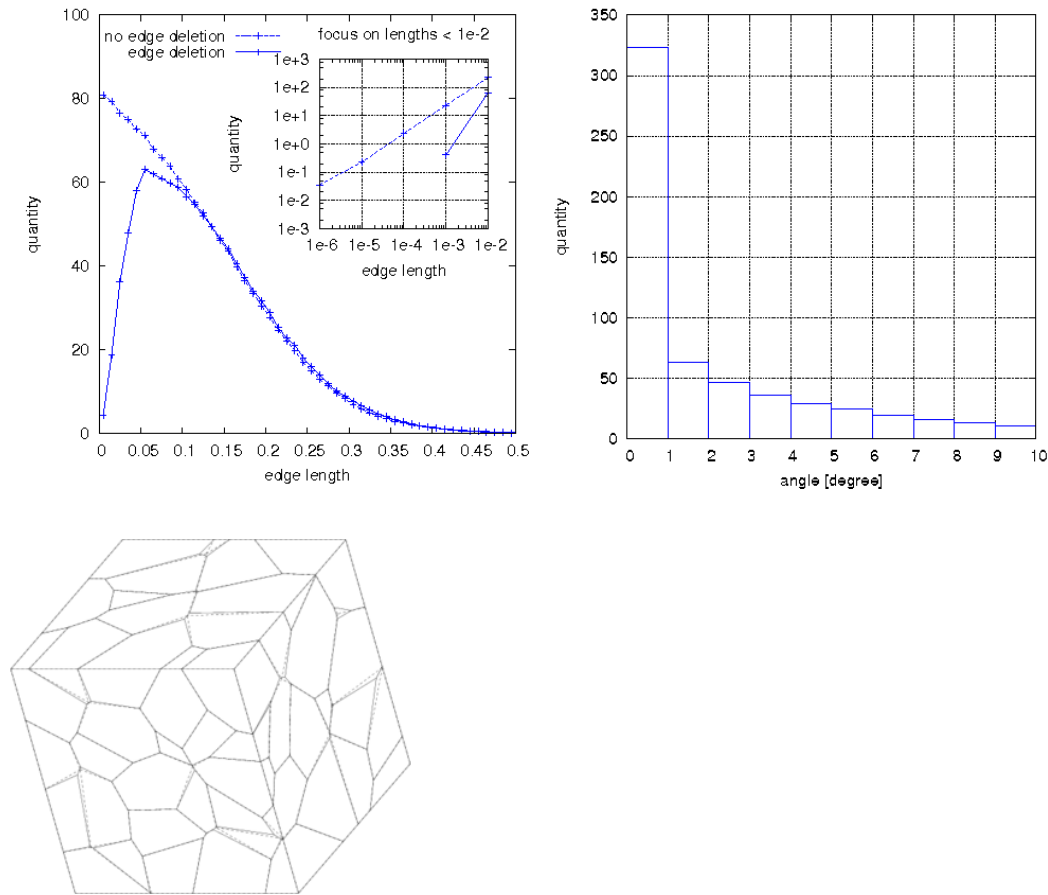 100
80
60
40
20
0
quantity
no edge deletion
edge deletion
focus on lengths < 1e-2
1e+3
1e+2
1e+1
1e+0
1e-1
1e-2
1e-3
quantity
1e-6 1e-5 1e-4 1e-3 1e-2
edge length
0 0.05 0.1 0.15 0.2 0.25 0.3 0.35 0.4 0.45 0.5
edge length
350
300
250
200
150
100
50
0
quantity
0 1 2 3 4 5 6 7 8 9 10
angle [degree]